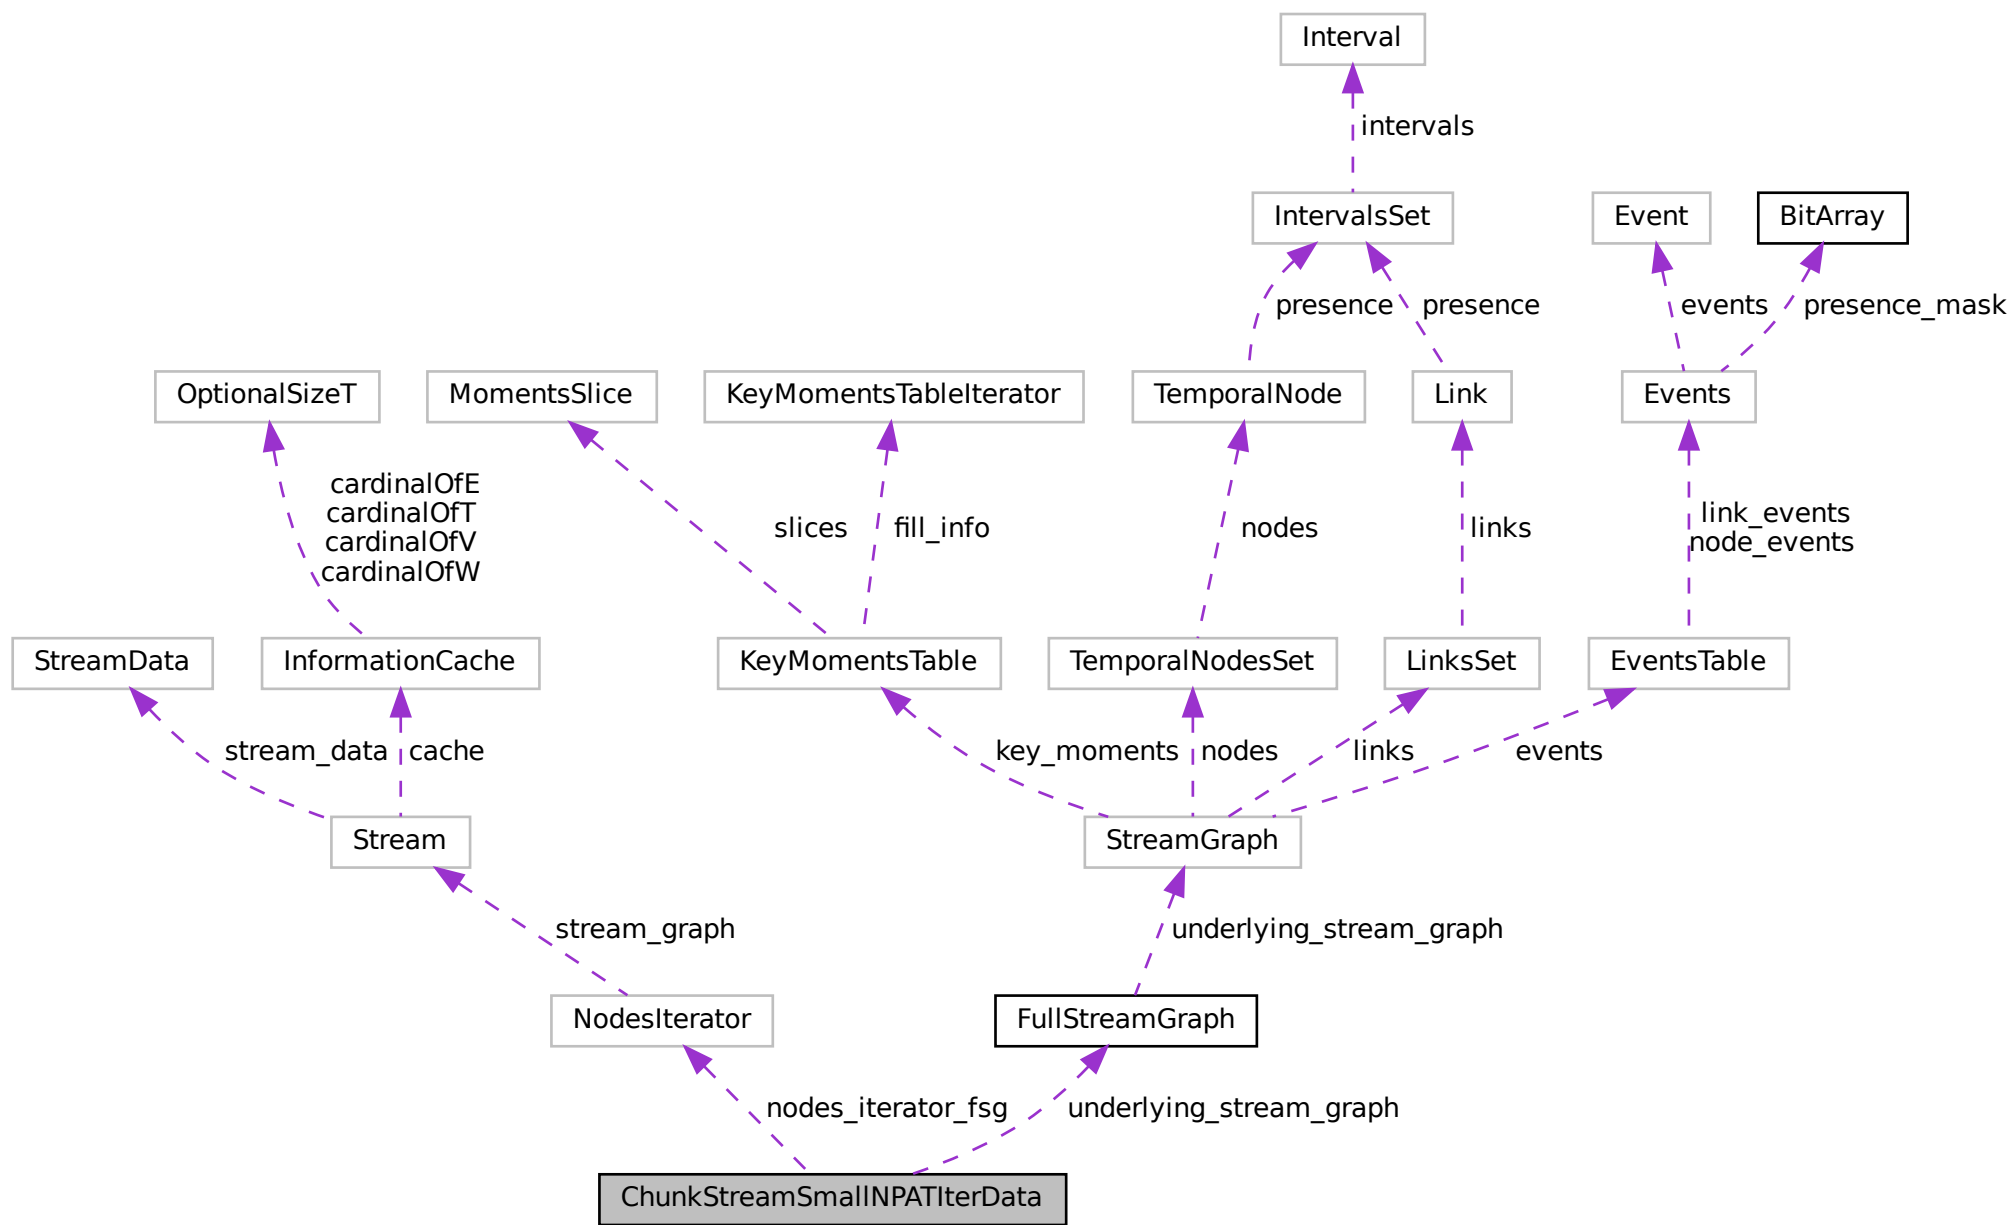 Interval
intervals
IntervalsSet
Event
BitArray
presence
presence
events
presence_mask
OptionalSizeT
MomentsSlice
KeyMomentsTableIterator
TemporalNode
Link
Events
cardinalOfE
cardinalOfT
cardinalOfV
cardinalOfW
slices
fill_info
nodes
links
link_events
node_events
StreamData
InformationCache
KeyMomentsTable
TemporalNodesSet
LinksSet
EventsTable
stream_data
cache
key_moments
nodes
links
events
Stream
StreamGraph
stream_graph
underlying_stream_graph
NodesIterator
FullStreamGraph
nodes_iterator_fsg
underlying_stream_graph
ChunkStreamSmallNPATIterData